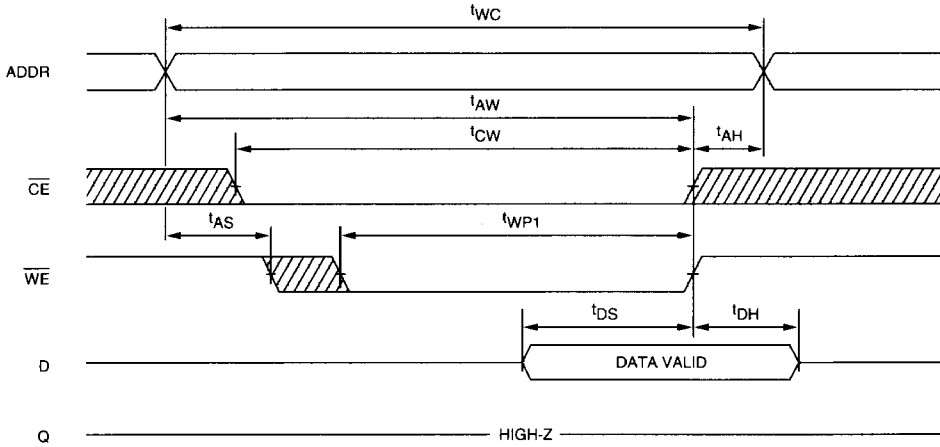 tWC
ADDR
tAW
tCW
tAH
CE
tAS
tWP1
WE
tDS
tDH
D
DATA VALID
Q
HIGH-Z